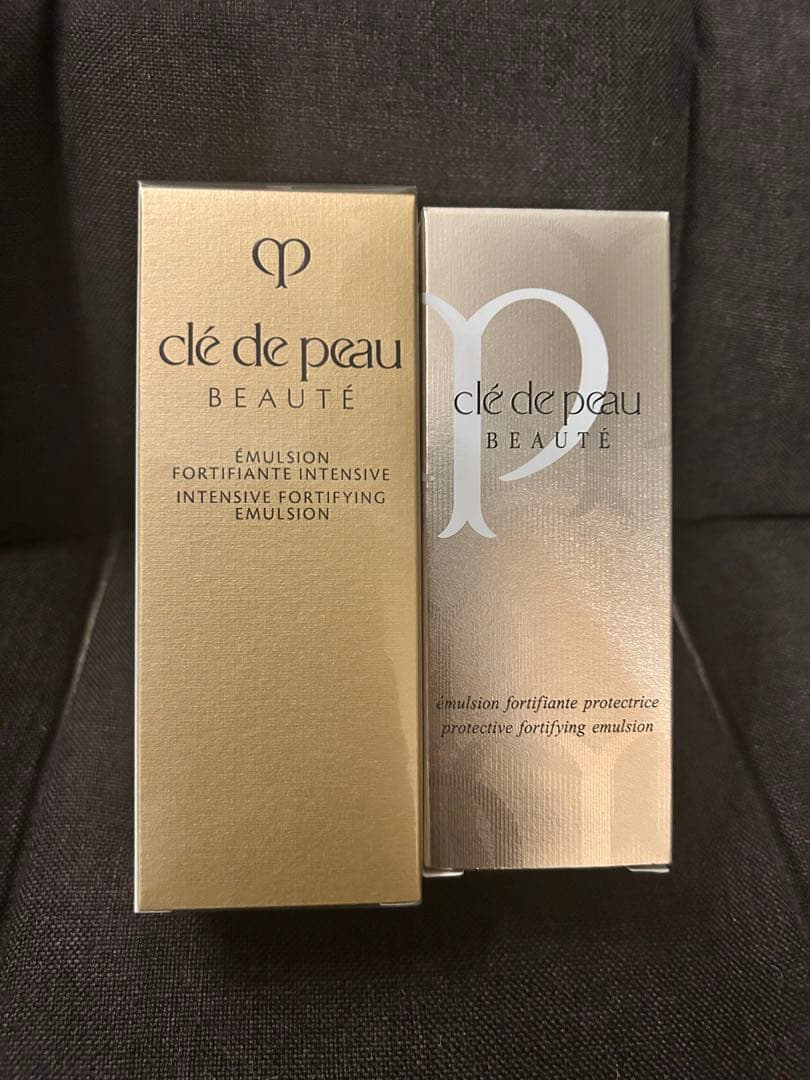 clé de peau
BEAUTÉ
ÉMULSION
FORTIFIANTE INTENSIVE
INTENSIVE FORTIFYING
EMULSION
clé de peau
BEAUTÉ
émulsion fortifiante protectrice
protective fortifying emulsion